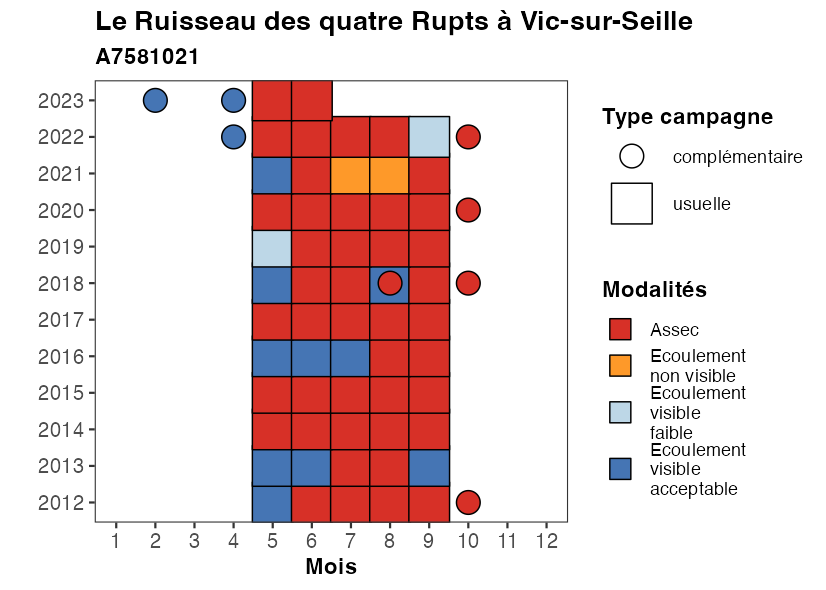 Le Ruisseau des quatre Rupts à Vic-sur-Seille
A7581021
2023
2022
2021
2020
2019
2018
2017
2016
2015
2014
2013
2012
1 2 3 4 5 6 7 8 9 10 11 12
Mois
Type campagne
complémentaire
usuelle
Modalités
Assec
Ecoulement
non visible
Ecoulement
visible
faible
Ecoulement
visible
acceptable